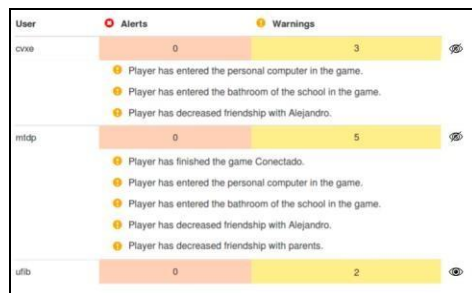 User Alerts Warnings
cvxe 0 3
Player has entered the personal computer in the game.
Player has entered the bathroom of the school in the game.
Player has decreased friendship with Alejandro.
mtdp 0 5
Player has finished the game Conectado.
Player has entered the personal computer in the game.
Player has entered the bathroom of the school in the game.
Player has decreased friendship with Alejandro.
Player has decreased friendship with parents.
ufib 0 2